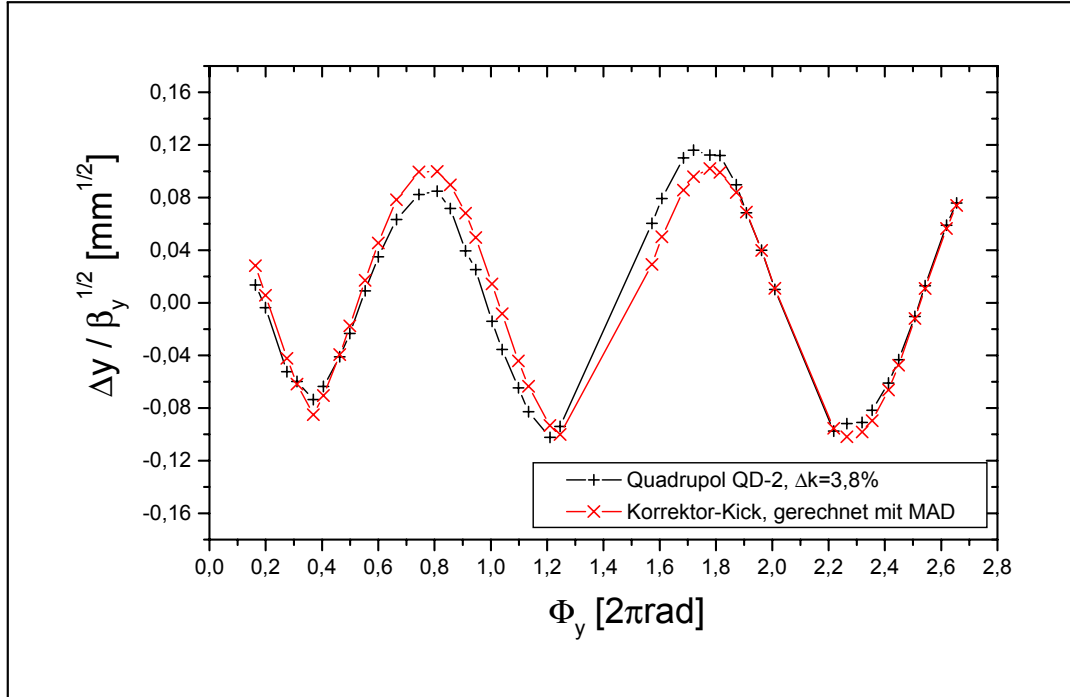 0,16
0,12
0,08
0,04
0,00
-0,04
-0,08
-0,12
-0,16
Δy / β_y^1/2 [mm^1/2]
Quadrupol QD-2, Δk=3,8%
Korrektor-Kick, gerechnet mit MAD
0,0 0,2 0,4 0,6 0,8 1,0 1,2 1,4 1,6 1,8 2,0 2,2 2,4 2,6 2,8
Φ_y [2πrad]